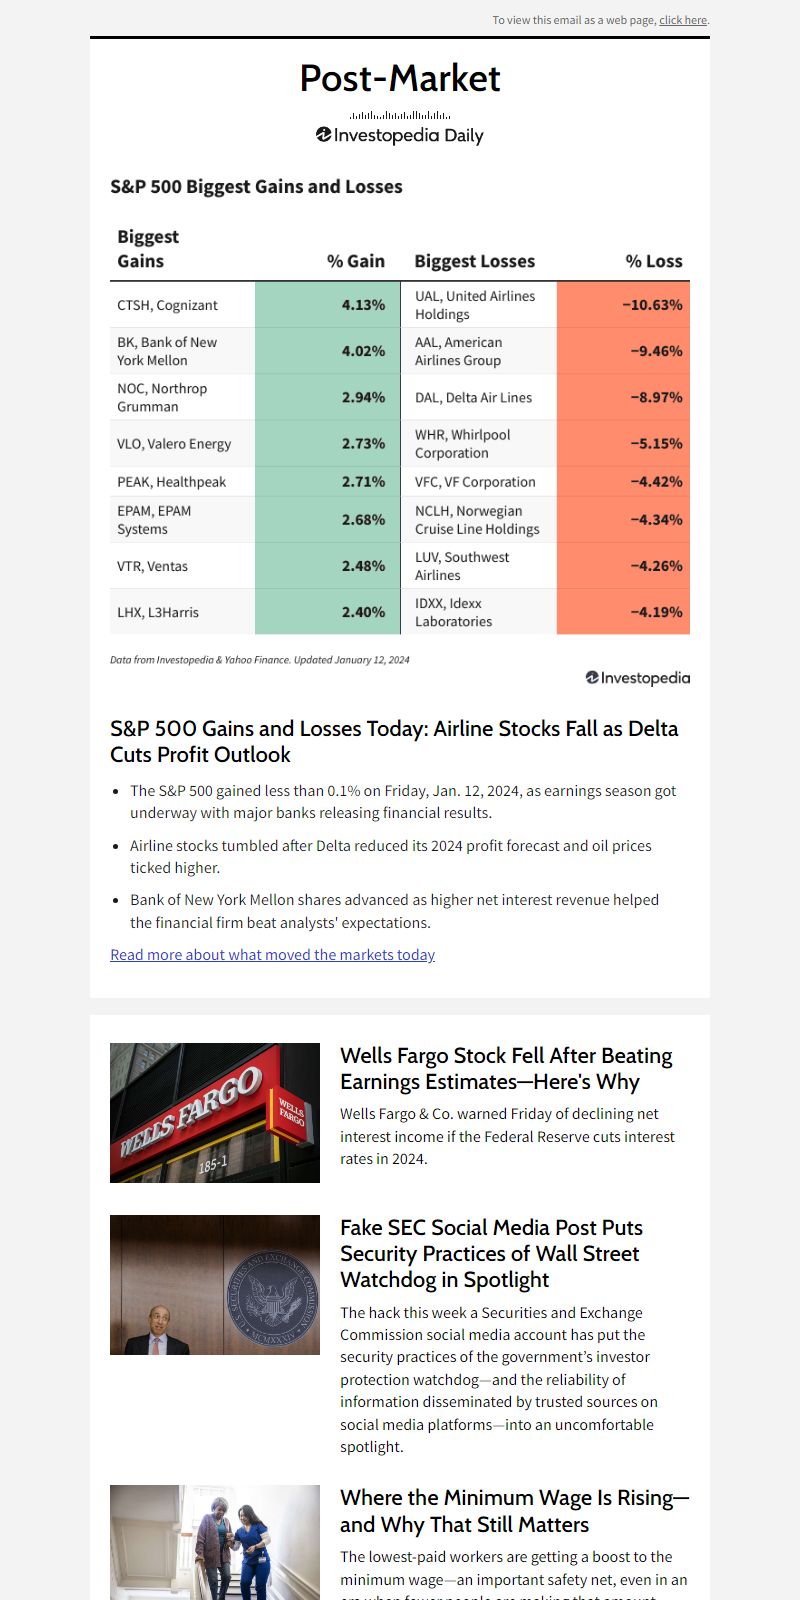 To view this email as a web page, click here.
Post-Market
Investopedia Daily
S&P 500 Biggest Gains and Losses
Biggest
Gains % Gain Biggest Losses % Loss
CTSH, Cognizant 4.13% UAL, United Airlines
Holdings −10.63%
BK, Bank of New
York Mellon 4.02% AAL, American
Airlines Group −9.46%
NOC, Northrop
Grumman 2.94% DAL, Delta Air Lines −8.97%
VLO, Valero Energy 2.73% WHR, Whirlpool
Corporation −5.15%
PEAK, Healthpeak 2.71% VFC, VF Corporation −4.42%
EPAM, EPAM
Systems 2.68% NCLH, Norwegian
Cruise Line Holdings −4.34%
VTR, Ventas 2.48% LUV, Southwest
Airlines −4.26%
LHX, L3Harris 2.40% IDXX, Idexx
Laboratories −4.19%
Data from Investopedia & Yahoo Finance. Updated January 12, 2024
Investopedia
S&P 500 Gains and Losses Today: Airline Stocks Fall as Delta
Cuts Profit Outlook
• The S&P 500 gained less than 0.1% on Friday, Jan. 12, 2024, as earnings season got
underway with major banks releasing financial results.
• Airline stocks tumbled after Delta reduced its 2024 profit forecast and oil prices
ticked higher.
• Bank of New York Mellon shares advanced as higher net interest revenue helped
the financial firm beat analysts' expectations.
Read more about what moved the markets today
WELLS FARGO
WELLS
FARGO
185-1
Wells Fargo Stock Fell After Beating
Earnings Estimates—Here's Why
Wells Fargo & Co. warned Friday of declining net
interest income if the Federal Reserve cuts interest
rates in 2024.
U.S. SECURITIES AND EXCHANGE COMMISSION
MCMXXXIV
Fake SEC Social Media Post Puts
Security Practices of Wall Street
Watchdog in Spotlight
The hack this week a Securities and Exchange
Commission social media account has put the
security practices of the government’s investor
protection watchdog—and the reliability of
information disseminated by trusted sources on
social media platforms—into an uncomfortable
spotlight.
Where the Minimum Wage Is Rising—
and Why That Still Matters
The lowest-paid workers are getting a boost to the
minimum wage—an important safety net, even in an